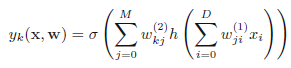 y_k(x, w) = σ ( ∑_{j=0}^{M} w_{kj}^{(2)} h ( ∑_{i=0}^{D} w_{ji}^{(1)} x_i ) )